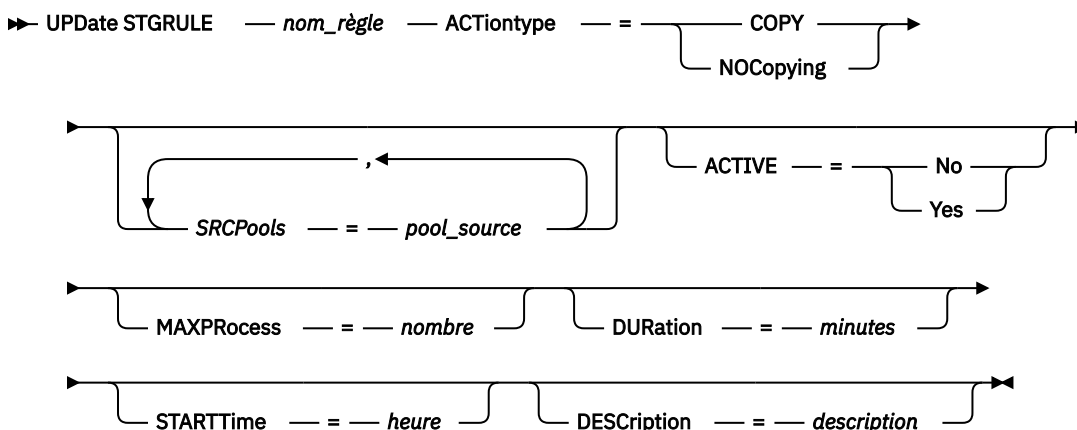 UPDate STGRULE nom_règle ACTiontype = COPY
NOCopying
,
SRCPools = pool_source
ACTIVE = No
Yes
MAXPRocess = nombre DURation = minutes
STARTTime = heure DESCription = description